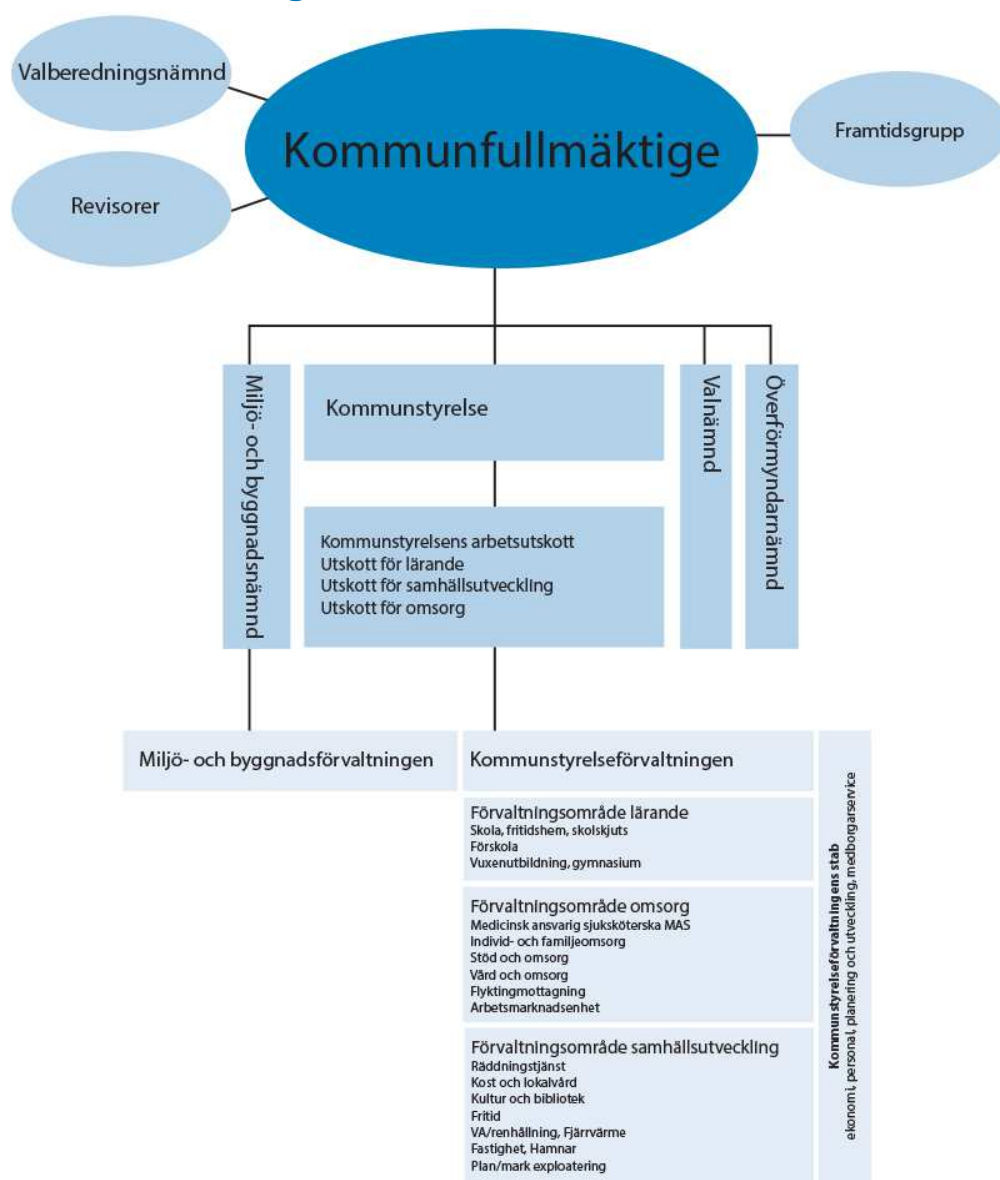 Valberedningsnämnd
Kommunfullmäktige
Framtidsgrupp
Revisorer
Miljö- och byggnadsnämnd
Kommunstyrelse
Valnämnd
Överförmyndarnämnd
Kommunstyrelsens arbetsutskott
Utskott för lärande
Utskott för samhällsutveckling
Utskott för omsorg
Miljö- och byggnadsförvaltningen
Kommunstyrelseförvaltningen
Förvaltningsområde lärande
Skola, fritidshem, skolskjuts
Förskola
Vuxenutbildning, gymnasium
Förvaltningsområde omsorg
Medicinsk ansvarig sjuksköterska MAS
Individ- och familjeomsorg
Stöd och omsorg
Vård och omsorg
Flyktingmottagning
Arbetsmarknadsenhet
Förvaltningsområde samhällsutveckling
Räddningstjänst
Kost och lokalvård
Kultur och bibliotek
Fritid
VA/renhållning, Fjärrvärme
Fastighet, Hamnar
Plan/mark exploatering
Kommunstyrelseförvaltningens stab
ekonomi, personal, planering och utveckling, medborgarservice